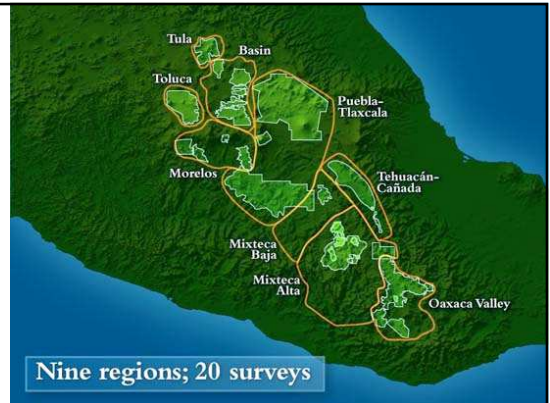 Tula
Basin
Toluca
Puebla-
Tlaxcala
Morelos
Tehuacán-
Cañada
Mixteca
Baja
Mixteca
Alta
Oaxaca Valley
Nine regions; 20 surveys